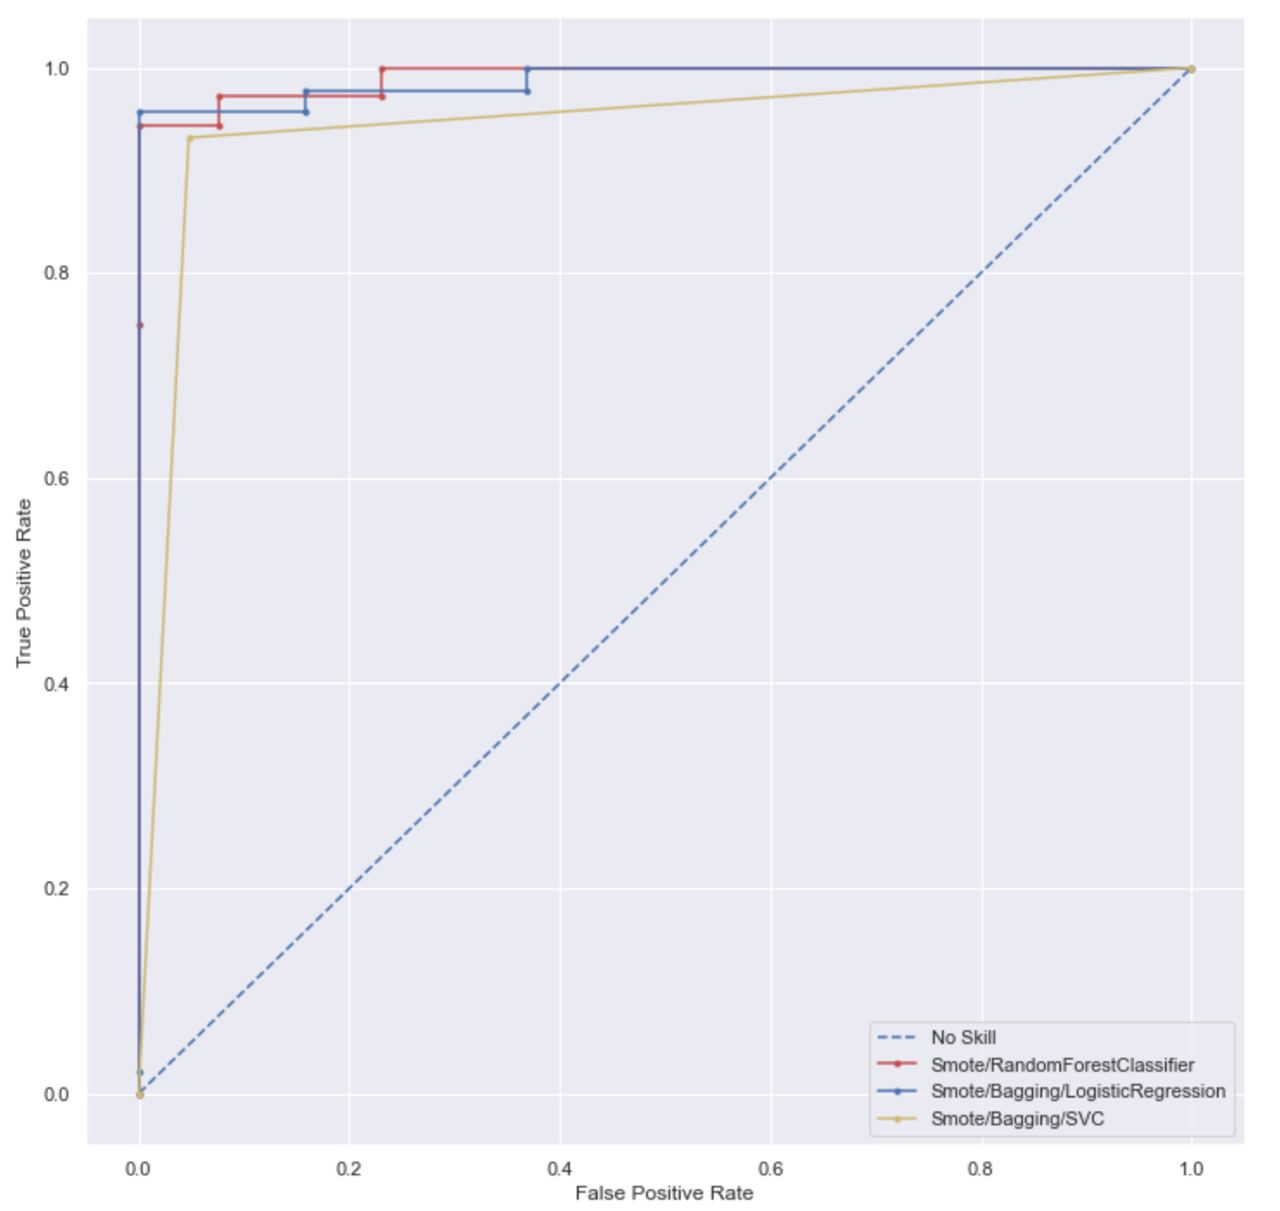 1.0
0.8
0.6
0.4
0.2
0.0
True Positive Rate
0.0 0.2 0.4 0.6 0.8 1.0
False Positive Rate
No Skill
Smote/RandomForestClassifier
Smote/Bagging/LogisticRegression
Smote/Bagging/SVC